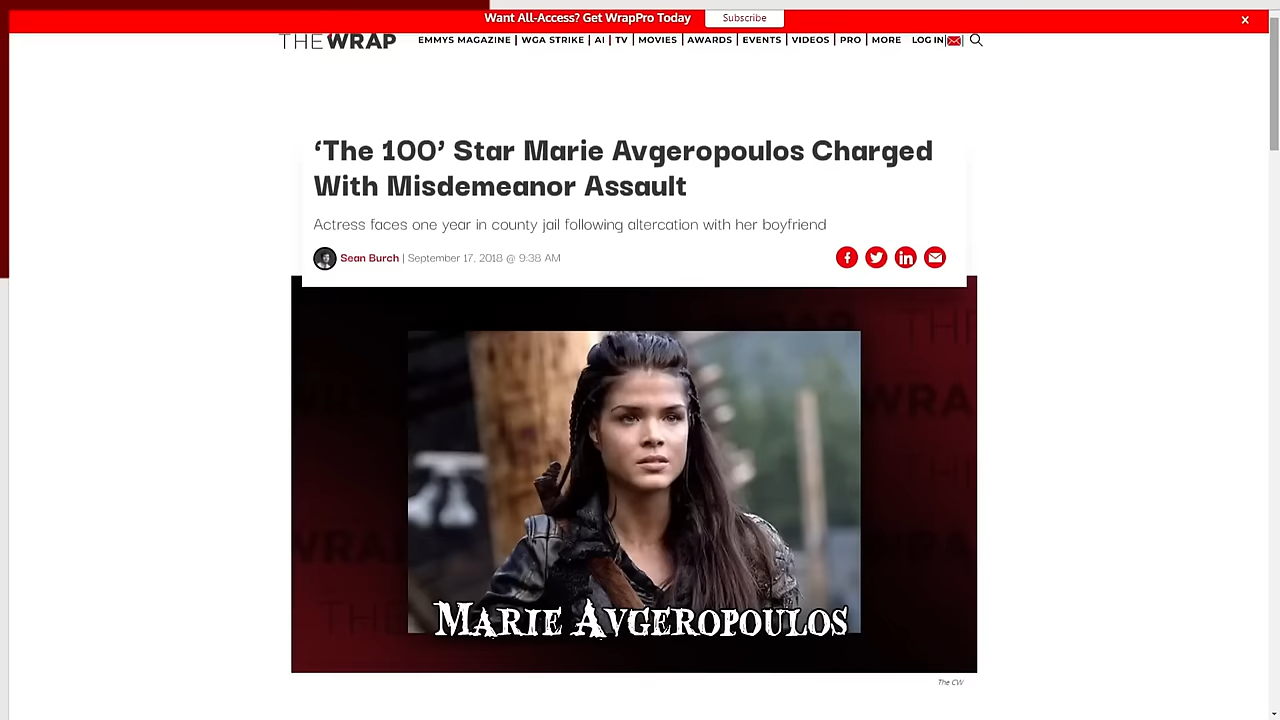 Want All-Access? Get WrapPro Today Subscribe x
THE WRAP EMMYS MAGAZINE | WGA STRIKE | AI | TV | MOVIES | AWARDS | EVENTS | VIDEOS | PRO | MORE LOG IN
‘The 100’ Star Marie Avgeropoulos Charged
With Misdemeanor Assault
Actress faces one year in county jail following altercation with her boyfriend
Sean Burch | September 17, 2018 @ 9:38 AM
MARIE AVGEROPOULOS
The CW